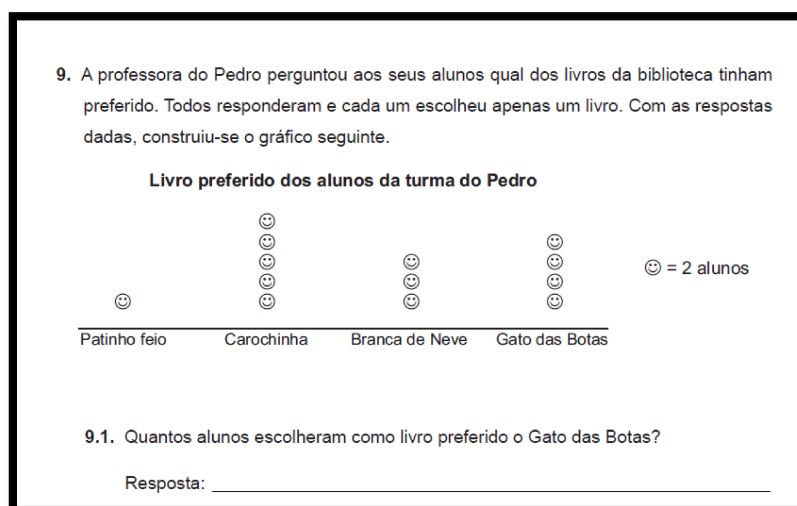 9. A professora do Pedro perguntou aos seus alunos qual dos livros da biblioteca tinham
preferido. Todos responderam e cada um escolheu apenas um livro. Com as respostas
dadas, construiu-se o gráfico seguinte.
Livro preferido dos alunos da turma do Pedro
☺ = 2 alunos
Patinho feio Carochinha Branca de Neve Gato das Botas
9.1. Quantos alunos escolheram como livro preferido o Gato das Botas?
Resposta: